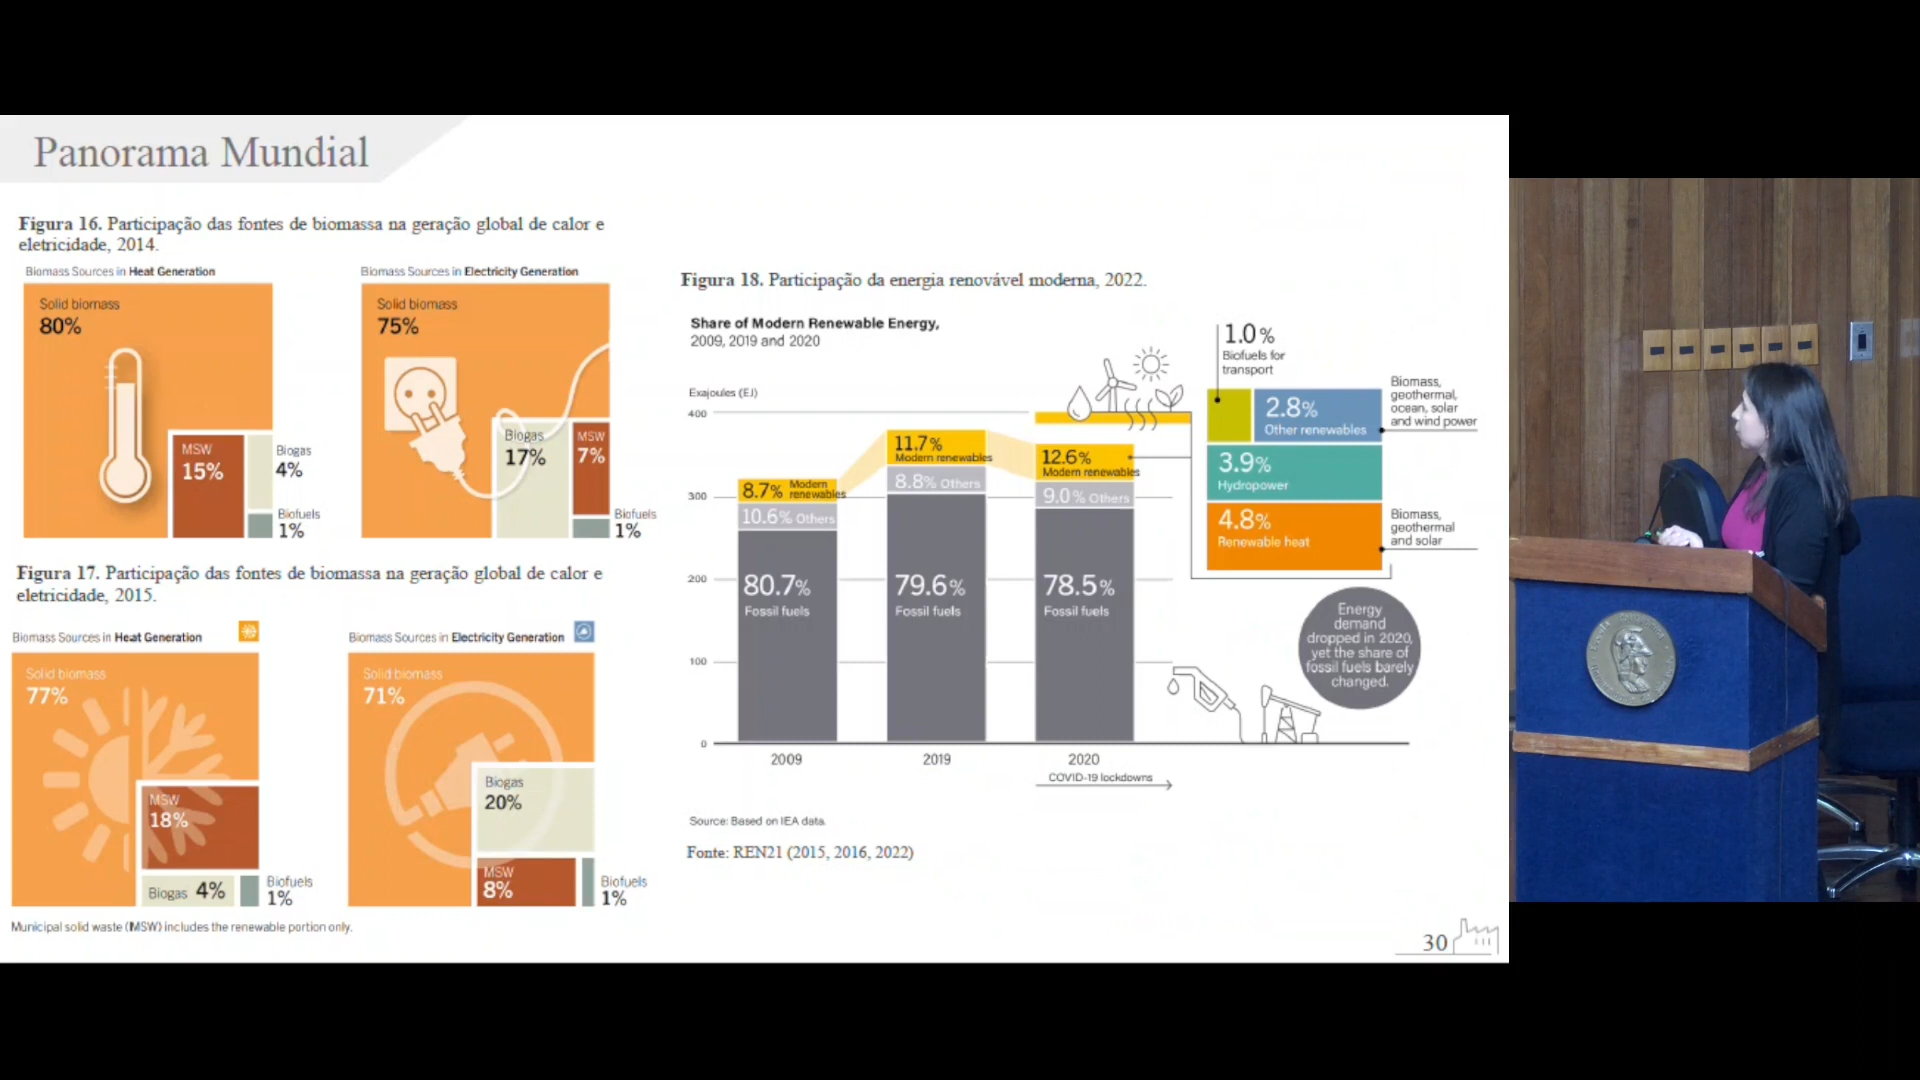 Panorama Mundial
Figura 16. Participação das fontes de biomassa na geração global de calor e
eletricidade, 2014.
Biomass Sources in Heat Generation
Solid biomass
80%
MSW
15%
Biogas
4%
Biofuels
1%
Biomass Sources in Electricity Generation
Solid biomass
75%
Biogas
17%
MSW
7%
Biofuels
1%
Figura 17. Participação das fontes de biomassa na geração global de calor e
eletricidade, 2015.
Biomass Sources in Heat Generation
Solid biomass
77%
MSW
18%
Biogas 4%
Biofuels
1%
Biomass Sources in Electricity Generation
Solid biomass
71%
Biogas
20%
MSW
8%
Biofuels
1%
Municipal solid waste (MSW) includes the renewable portion only.
Figura 18. Participação da energia renovável moderna, 2022.
Share of Modern Renewable Energy,
2009, 2019 and 2020
Exajoules (EJ)
400
300
200
100
0
8.7% Modern
renewables
10.6% Others
80.7%
Fossil fuels
2009
11.7%
Modern renewables
8.8% Others
79.6%
Fossil fuels
2019
12.6%
Modern renewables
9.0% Others
78.5%
Fossil fuels
2020
COVID-19 lockdowns
1.0%
Biofuels for
transport
2.8%
Other renewables
Biomass,
geothermal,
ocean, solar
and wind power
3.9%
Hydropower
4.8%
Renewable heat
Biomass,
geothermal
and solar
Energy
demand
dropped in 2020,
yet the share of
fossil fuels barely
changed.
Source: Based on IEA data.
Fonte: REN21 (2015, 2016, 2022)
30